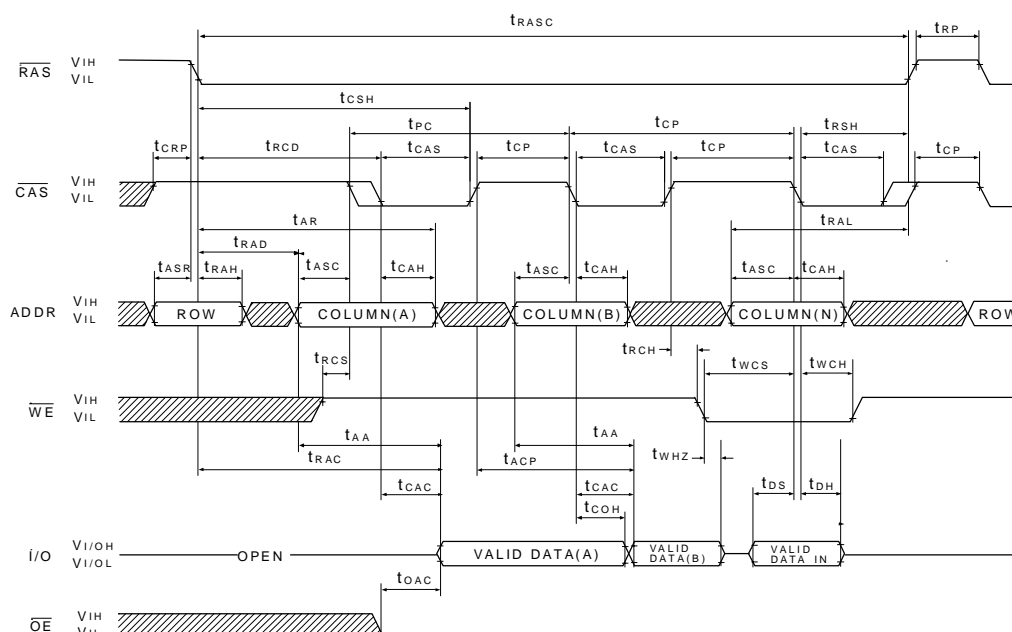 tRASC
tRP
RAS VIH
VIL
tCSH
tPC tCP tRSH
tCRP tRCD tCAS tCP tCAS tCP tCAS tCP
CAS VIH
VIL
tAR tRAL
tRAD
tASR tRAH tASC tCAH tASC tCAH tASC tCAH
ADDR VIH
VIL
ROW COLUMN(A) COLUMN(B) COLUMN(N) ROW
tRCH
tRCS tWCS tWCH
WE VIH
VIL
tAA tAA
tRAC tACP tWHZ
tCAC tCAC tDS tDH
tCOH
I/O VI/OH
VI/OL
OPEN VALID DATA(A) VALID DATA(B) VALID DATA IN
tOAC
OE VIH
VIL